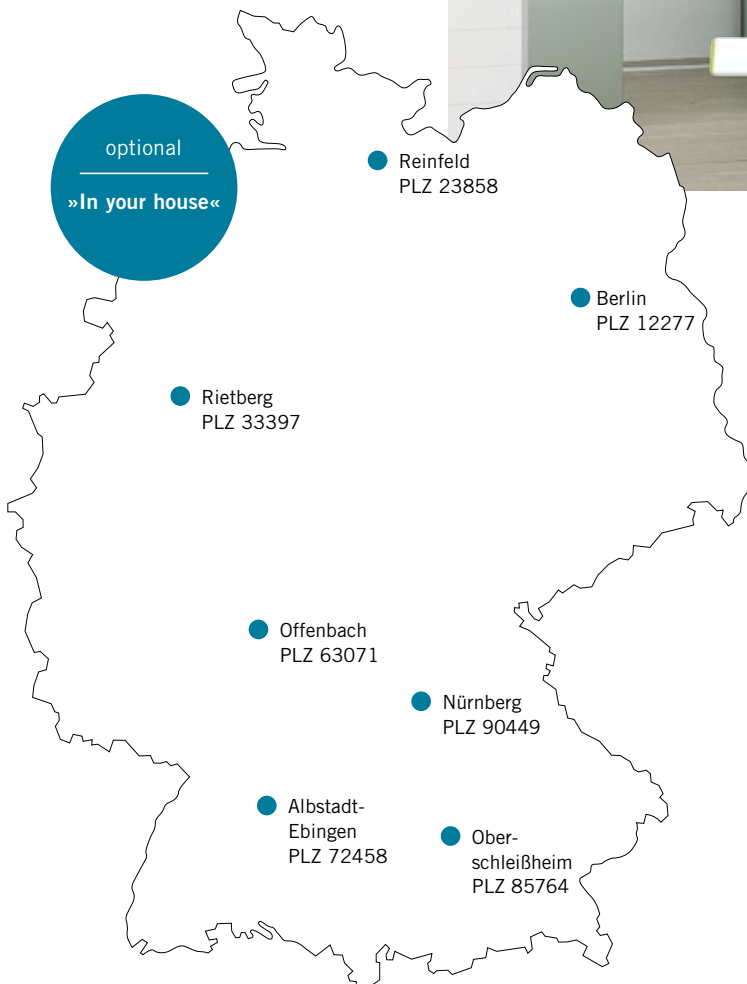 optional
»In your house«
Reinfeld
PLZ 23858
Berlin
PLZ 12277
Rietberg
PLZ 33397
Offenbach
PLZ 63071
Nürnberg
PLZ 90449
Albstadt-
Ebingen
PLZ 72458
Ober-
schleißheim
PLZ 85764